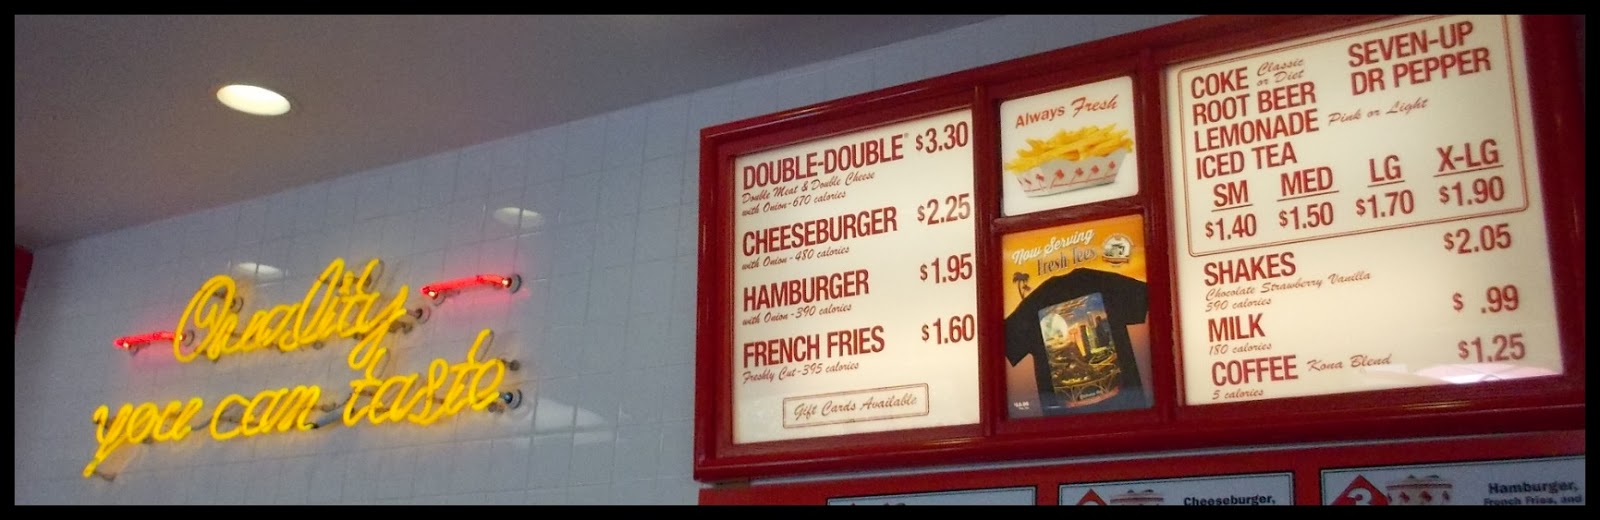 Quality
you can taste
DOUBLE-DOUBLE® $3.30
Double Meat & Double Cheese
with Onion-670 calories
CHEESEBURGER $2.25
with Onion-480 calories
HAMBURGER $1.95
with Onion-390 calories
FRENCH FRIES $1.60
Freshly Cut-395 calories
Gift Cards Available
Always Fresh
Now Serving
Fresh Tees
COKE Classic or Diet SEVEN-UP
ROOT BEER DR PEPPER
LEMONADE Pink or Light
ICED TEA
SM MED LG X-LG
$1.40 $1.50 $1.70 $1.90
SHAKES $2.05
Chocolate Strawberry Vanilla
590 calories
MILK $ .99
180 calories
COFFEE Kona Blend $1.25
5 calories
Cheeseburger,
3
Hamburger,
French Fries, and